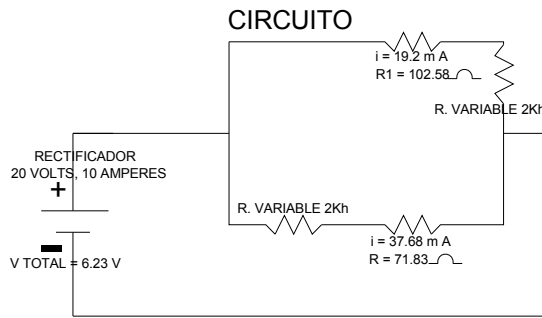 CIRCUITO
i = 19.2 m A
R1 = 102.58
R. VARIABLE 2Kh
RECTIFICADOR
20 VOLTS, 10 AMPERES
+
R. VARIABLE 2Kh
i = 37.68 m A
R = 71.83
V TOTAL = 6.23 V